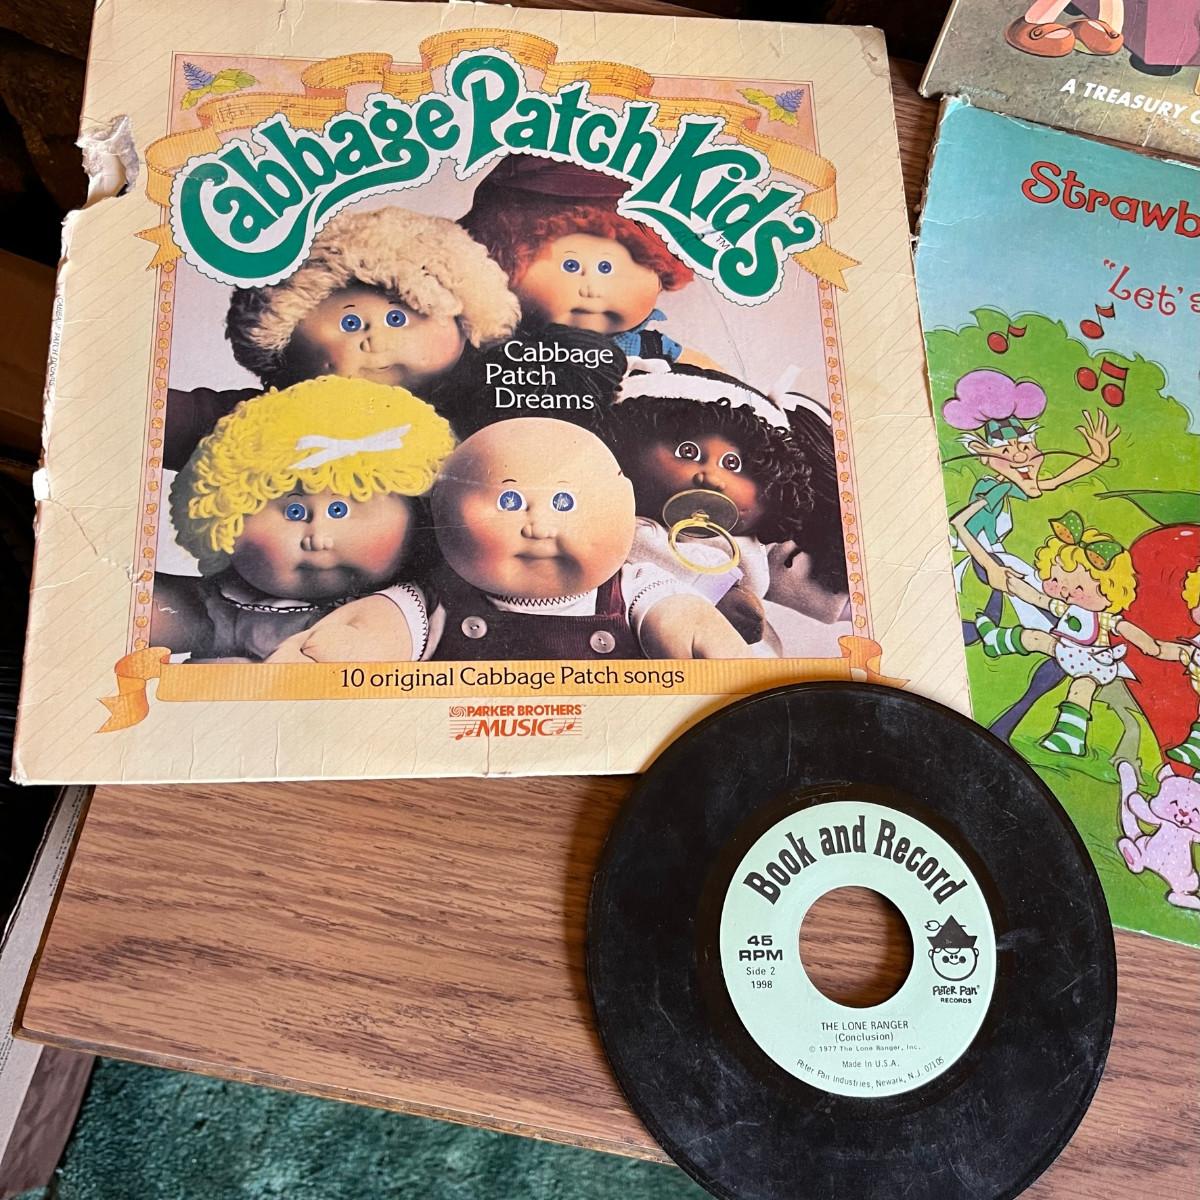 Cabbage Patch Kids™
Cabbage
Patch
Dreams
10 original Cabbage Patch songs
PARKER BROTHERS
MUSIC
A TREASURY
Strawb
"Let's
Book and Record
45
RPM
Side 2
1998
Peter Pan®
RECORDS
THE LONE RANGER
(Conclusion)
© 1977 The Lone Ranger, Inc.
Made In U.S.A.
Peter Pan Industries, Newark, N.J. 07105